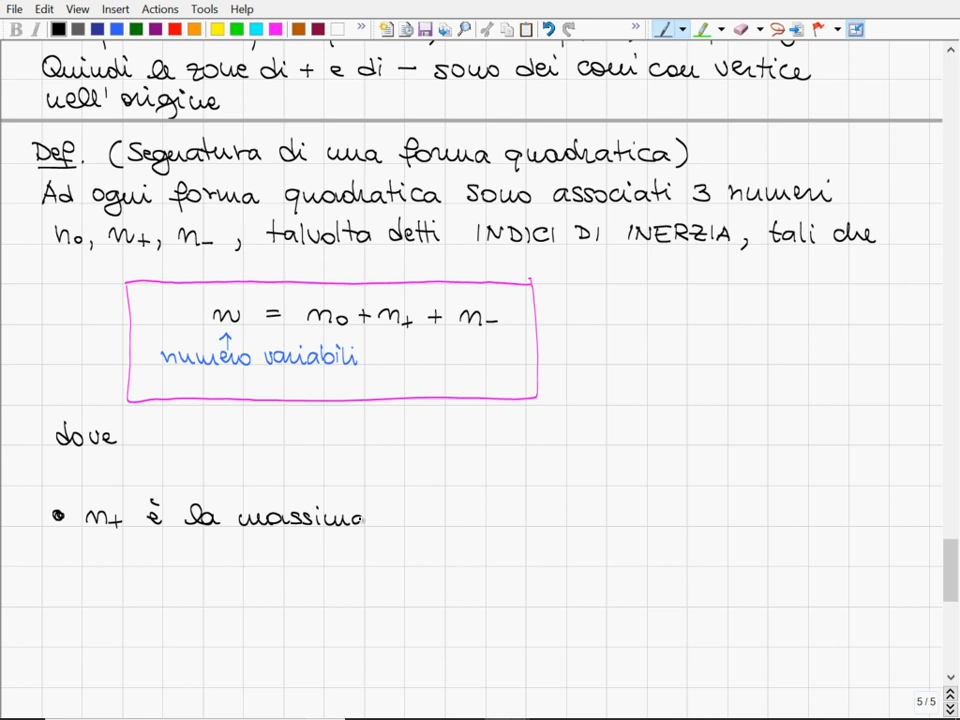 File Edit View Insert Actions Tools Help
Quindi le zone di + e di - sono dei coni con vertice
nell'origine
Def. (Segnatura di una forma quadratica)
Ad ogni forma quadratica sono associati 3 numeri
n₀, n₊, n₋, talvolta detti INDICI DI INERZIA, tali che
n = n₀ + n₊ + n₋
↑
numero variabili
dove
• n₊ è la massima
5 / 5